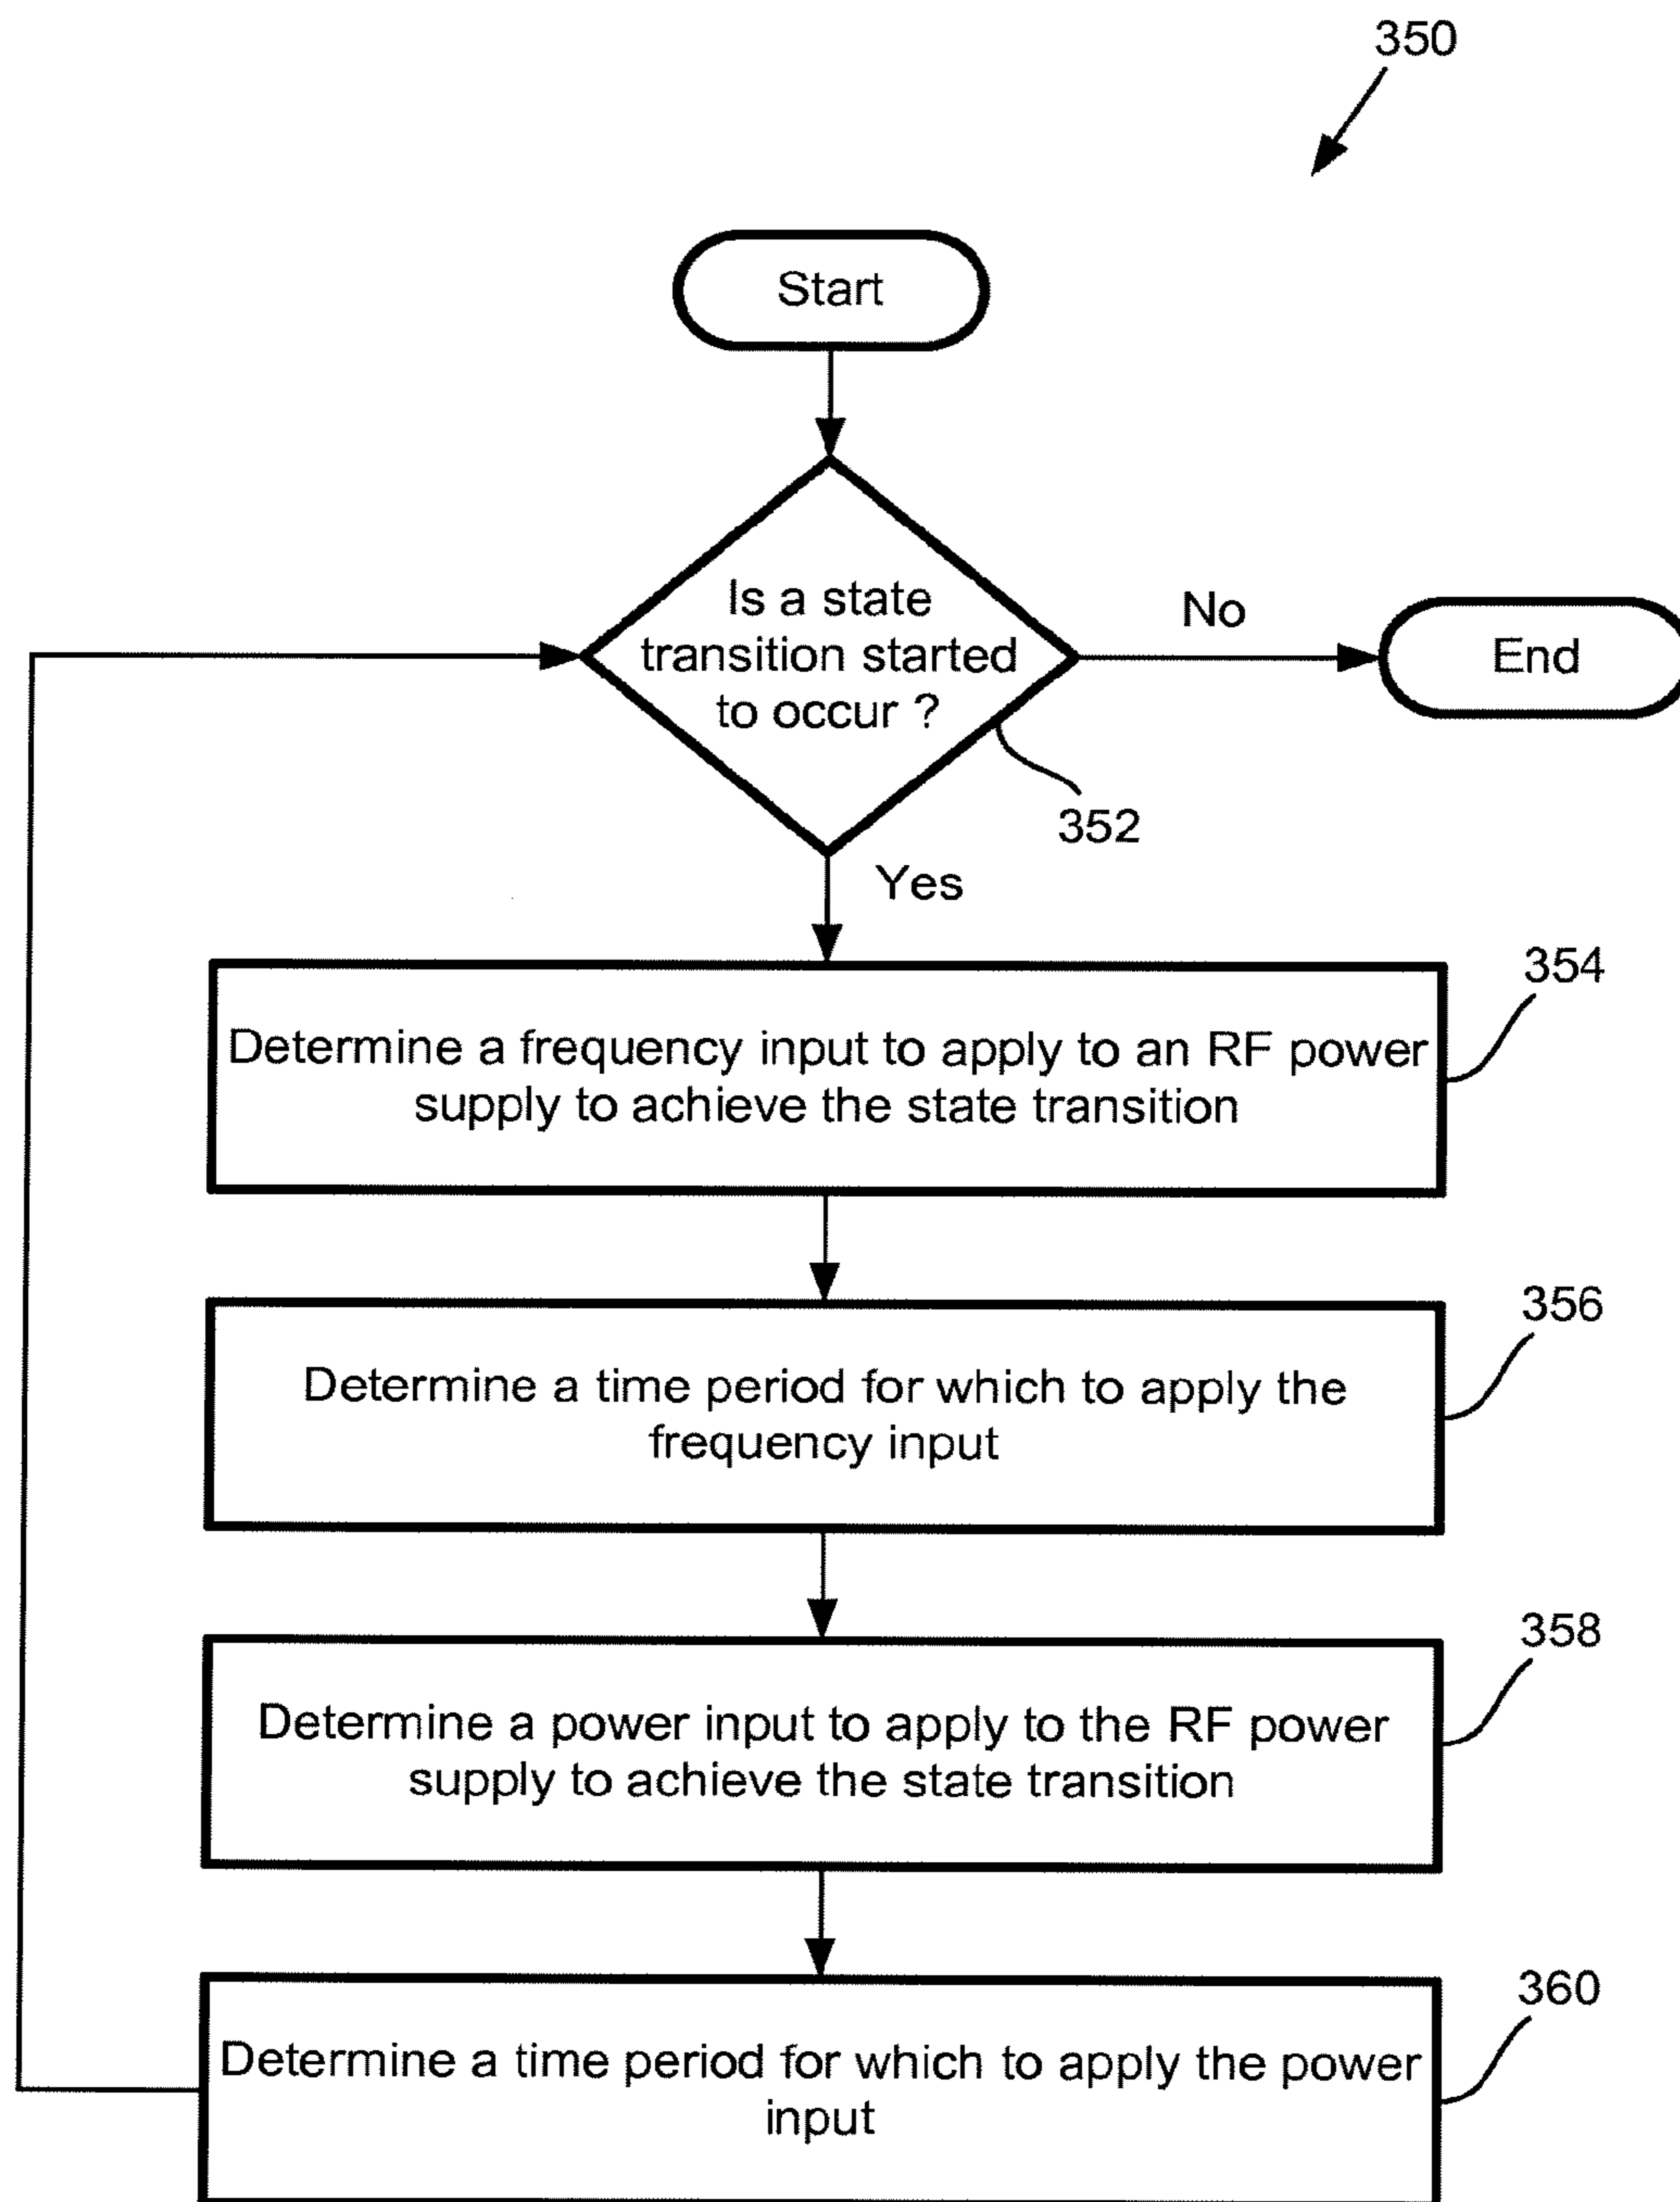 350
Start
Is a state
transition started
to occur ?
No
End
352
Yes
354
Determine a frequency input to apply to an RF power
supply to achieve the state transition
356
Determine a time period for which to apply the
frequency input
358
Determine a power input to apply to the RF power
supply to achieve the state transition
360
Determine a time period for which to apply the power
input